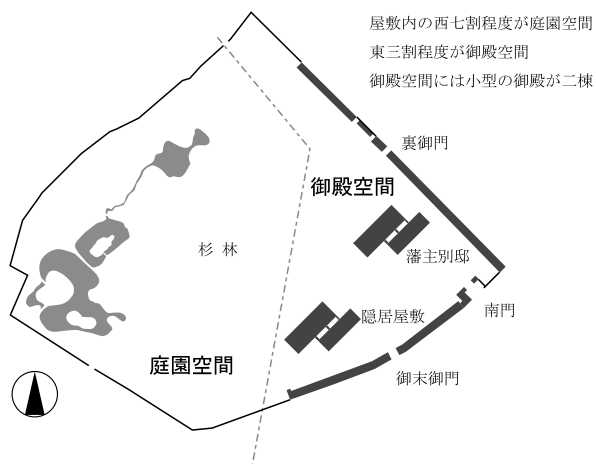 屋敷内の西七割程度が庭園空間
東三割程度が御殿空間
御殿空間には小型の御殿が二棟
裏御門
御殿空間
杉林
藩主別邸
南門
隠居屋敷
庭園空間
御末御門